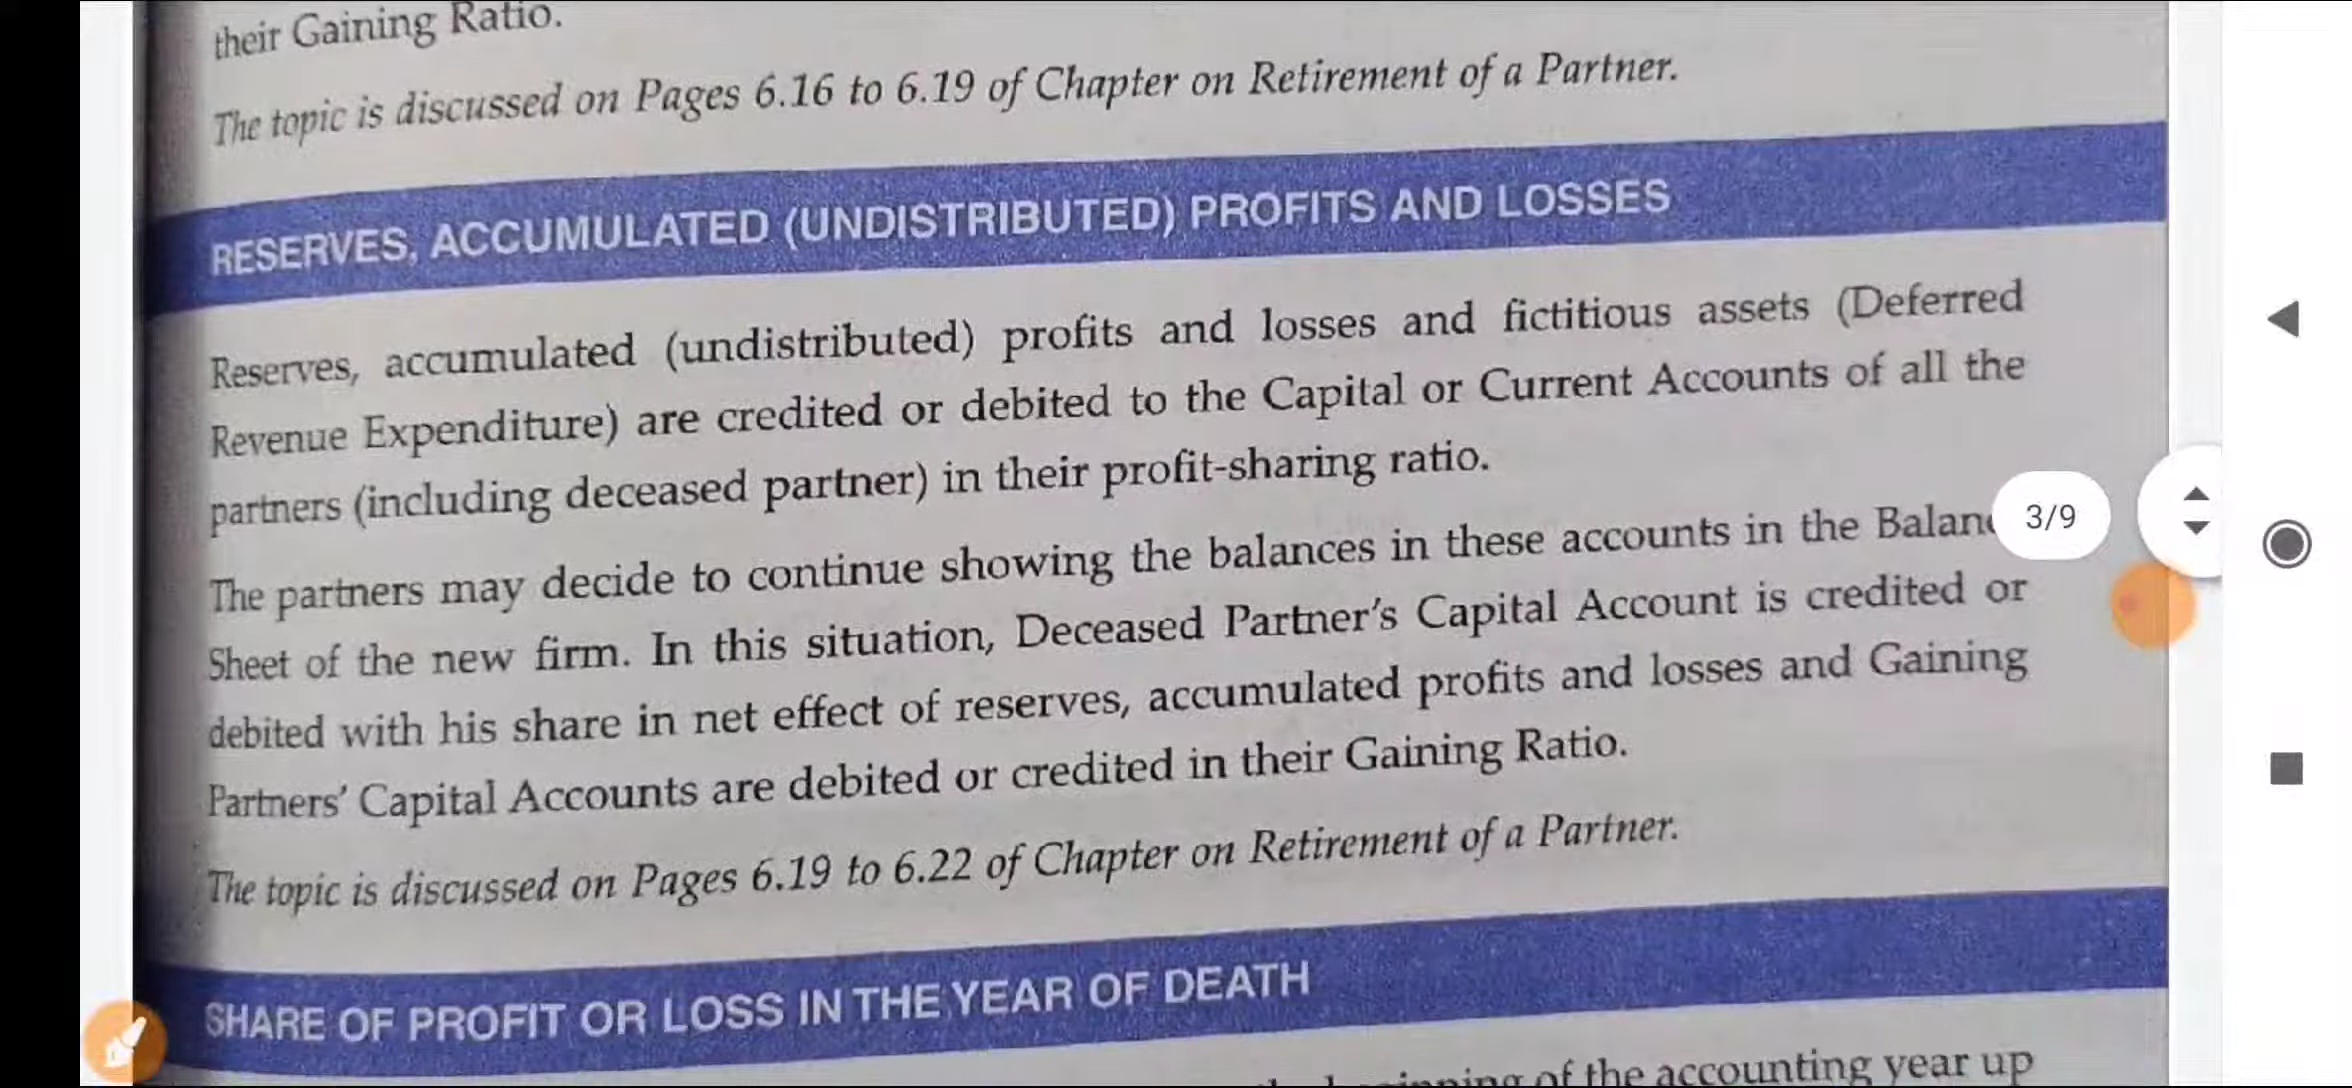 their Gaining Ratio.
The topic is discussed on Pages 6.16 to 6.19 of Chapter on Retirement of a Partner.
RESERVES, ACCUMULATED (UNDISTRIBUTED) PROFITS AND LOSSES
Reserves, accumulated (undistributed) profits and losses and fictitious assets (Deferred
Revenue Expenditure) are credited or debited to the Capital or Current Accounts of all the
partners (including deceased partner) in their profit-sharing ratio.
The partners may decide to continue showing the balances in these accounts in the Balanc
3/9
Sheet of the new firm. In this situation, Deceased Partner's Capital Account is credited or
debited with his share in net effect of reserves, accumulated profits and losses and Gaining
Partners' Capital Accounts are debited or credited in their Gaining Ratio.
The topic is discussed on Pages 6.19 to 6.22 of Chapter on Retirement of a Partner.
SHARE OF PROFIT OR LOSS IN THE YEAR OF DEATH
of the accounting year up